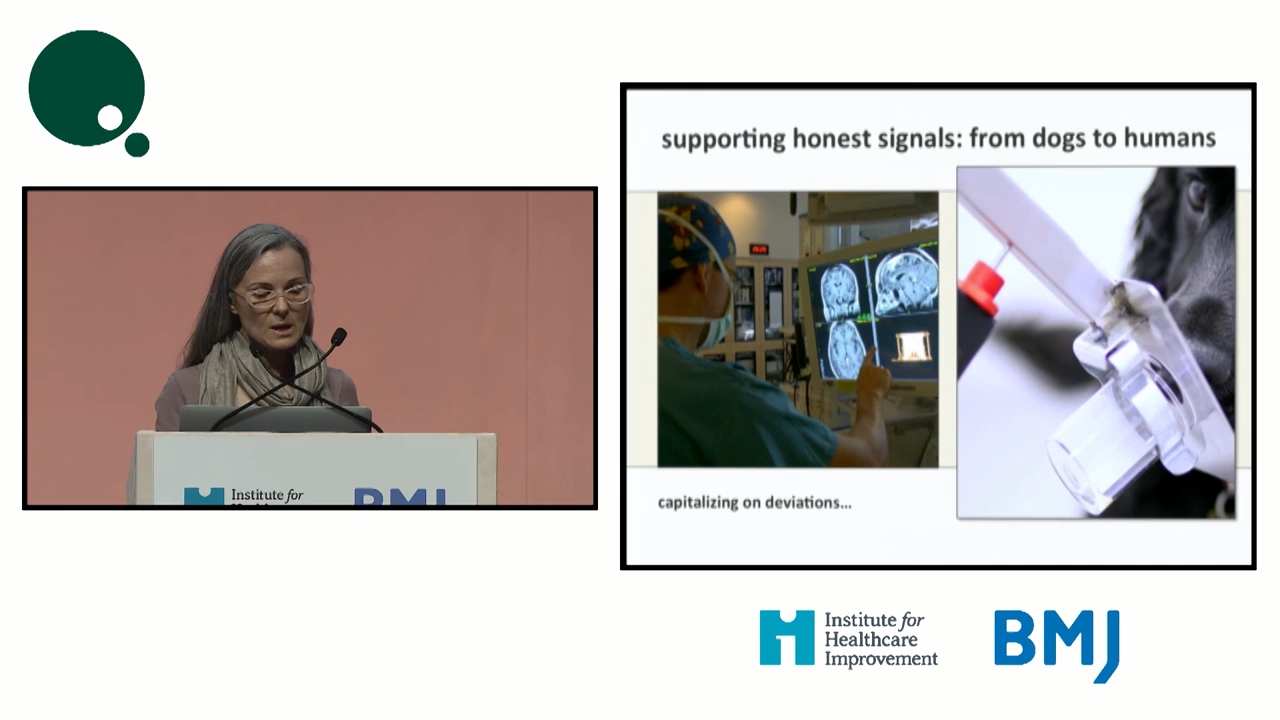 supporting honest signals: from dogs to humans
capitalizing on deviations...
Institute for
BMJ
Institute for
Healthcare
Improvement
BMJ